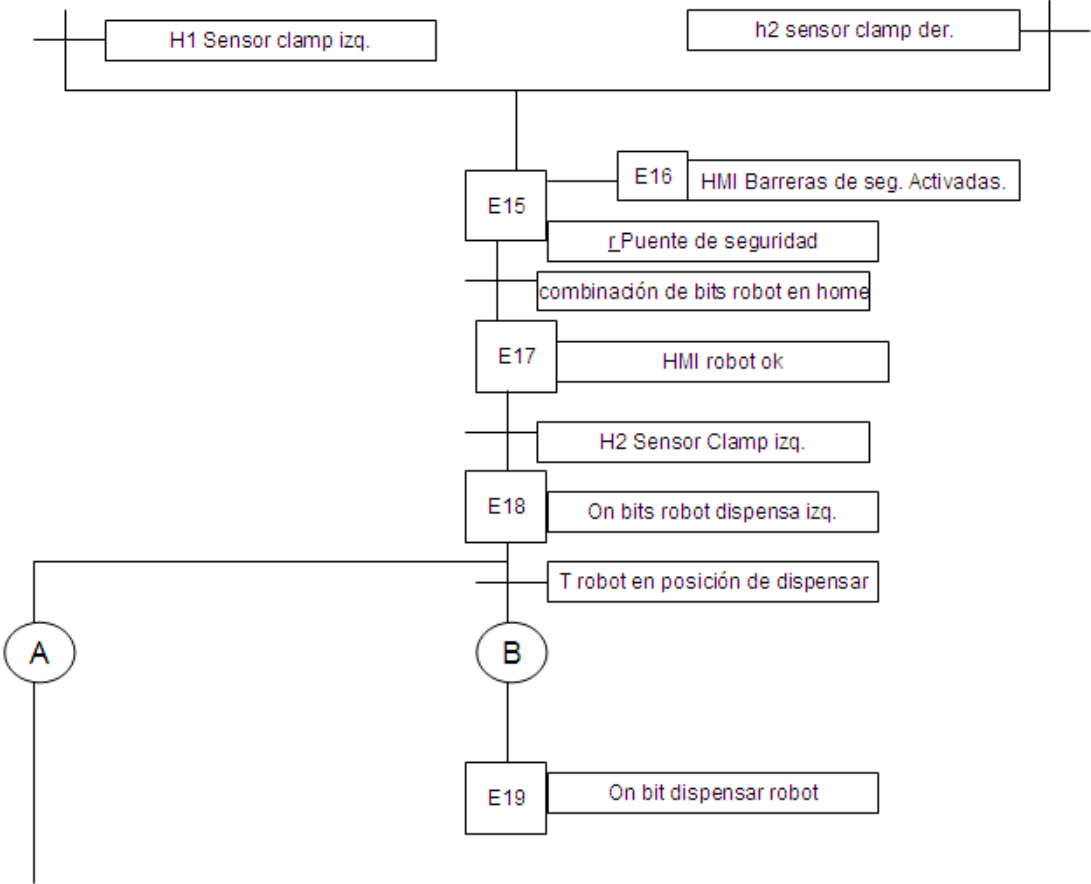 H1 Sensor clamp izq.
h2 sensor clamp der.
E15
E16
HMI Barreras de seg. Activadas.
r_Puente de seguridad
combinación de bits robot en home
E17
HMI robot ok
H2 Sensor Clamp izq.
E18
On bits robot dispensa izq.
T robot en posición de dispensar
A
B
E19
On bit dispensar robot